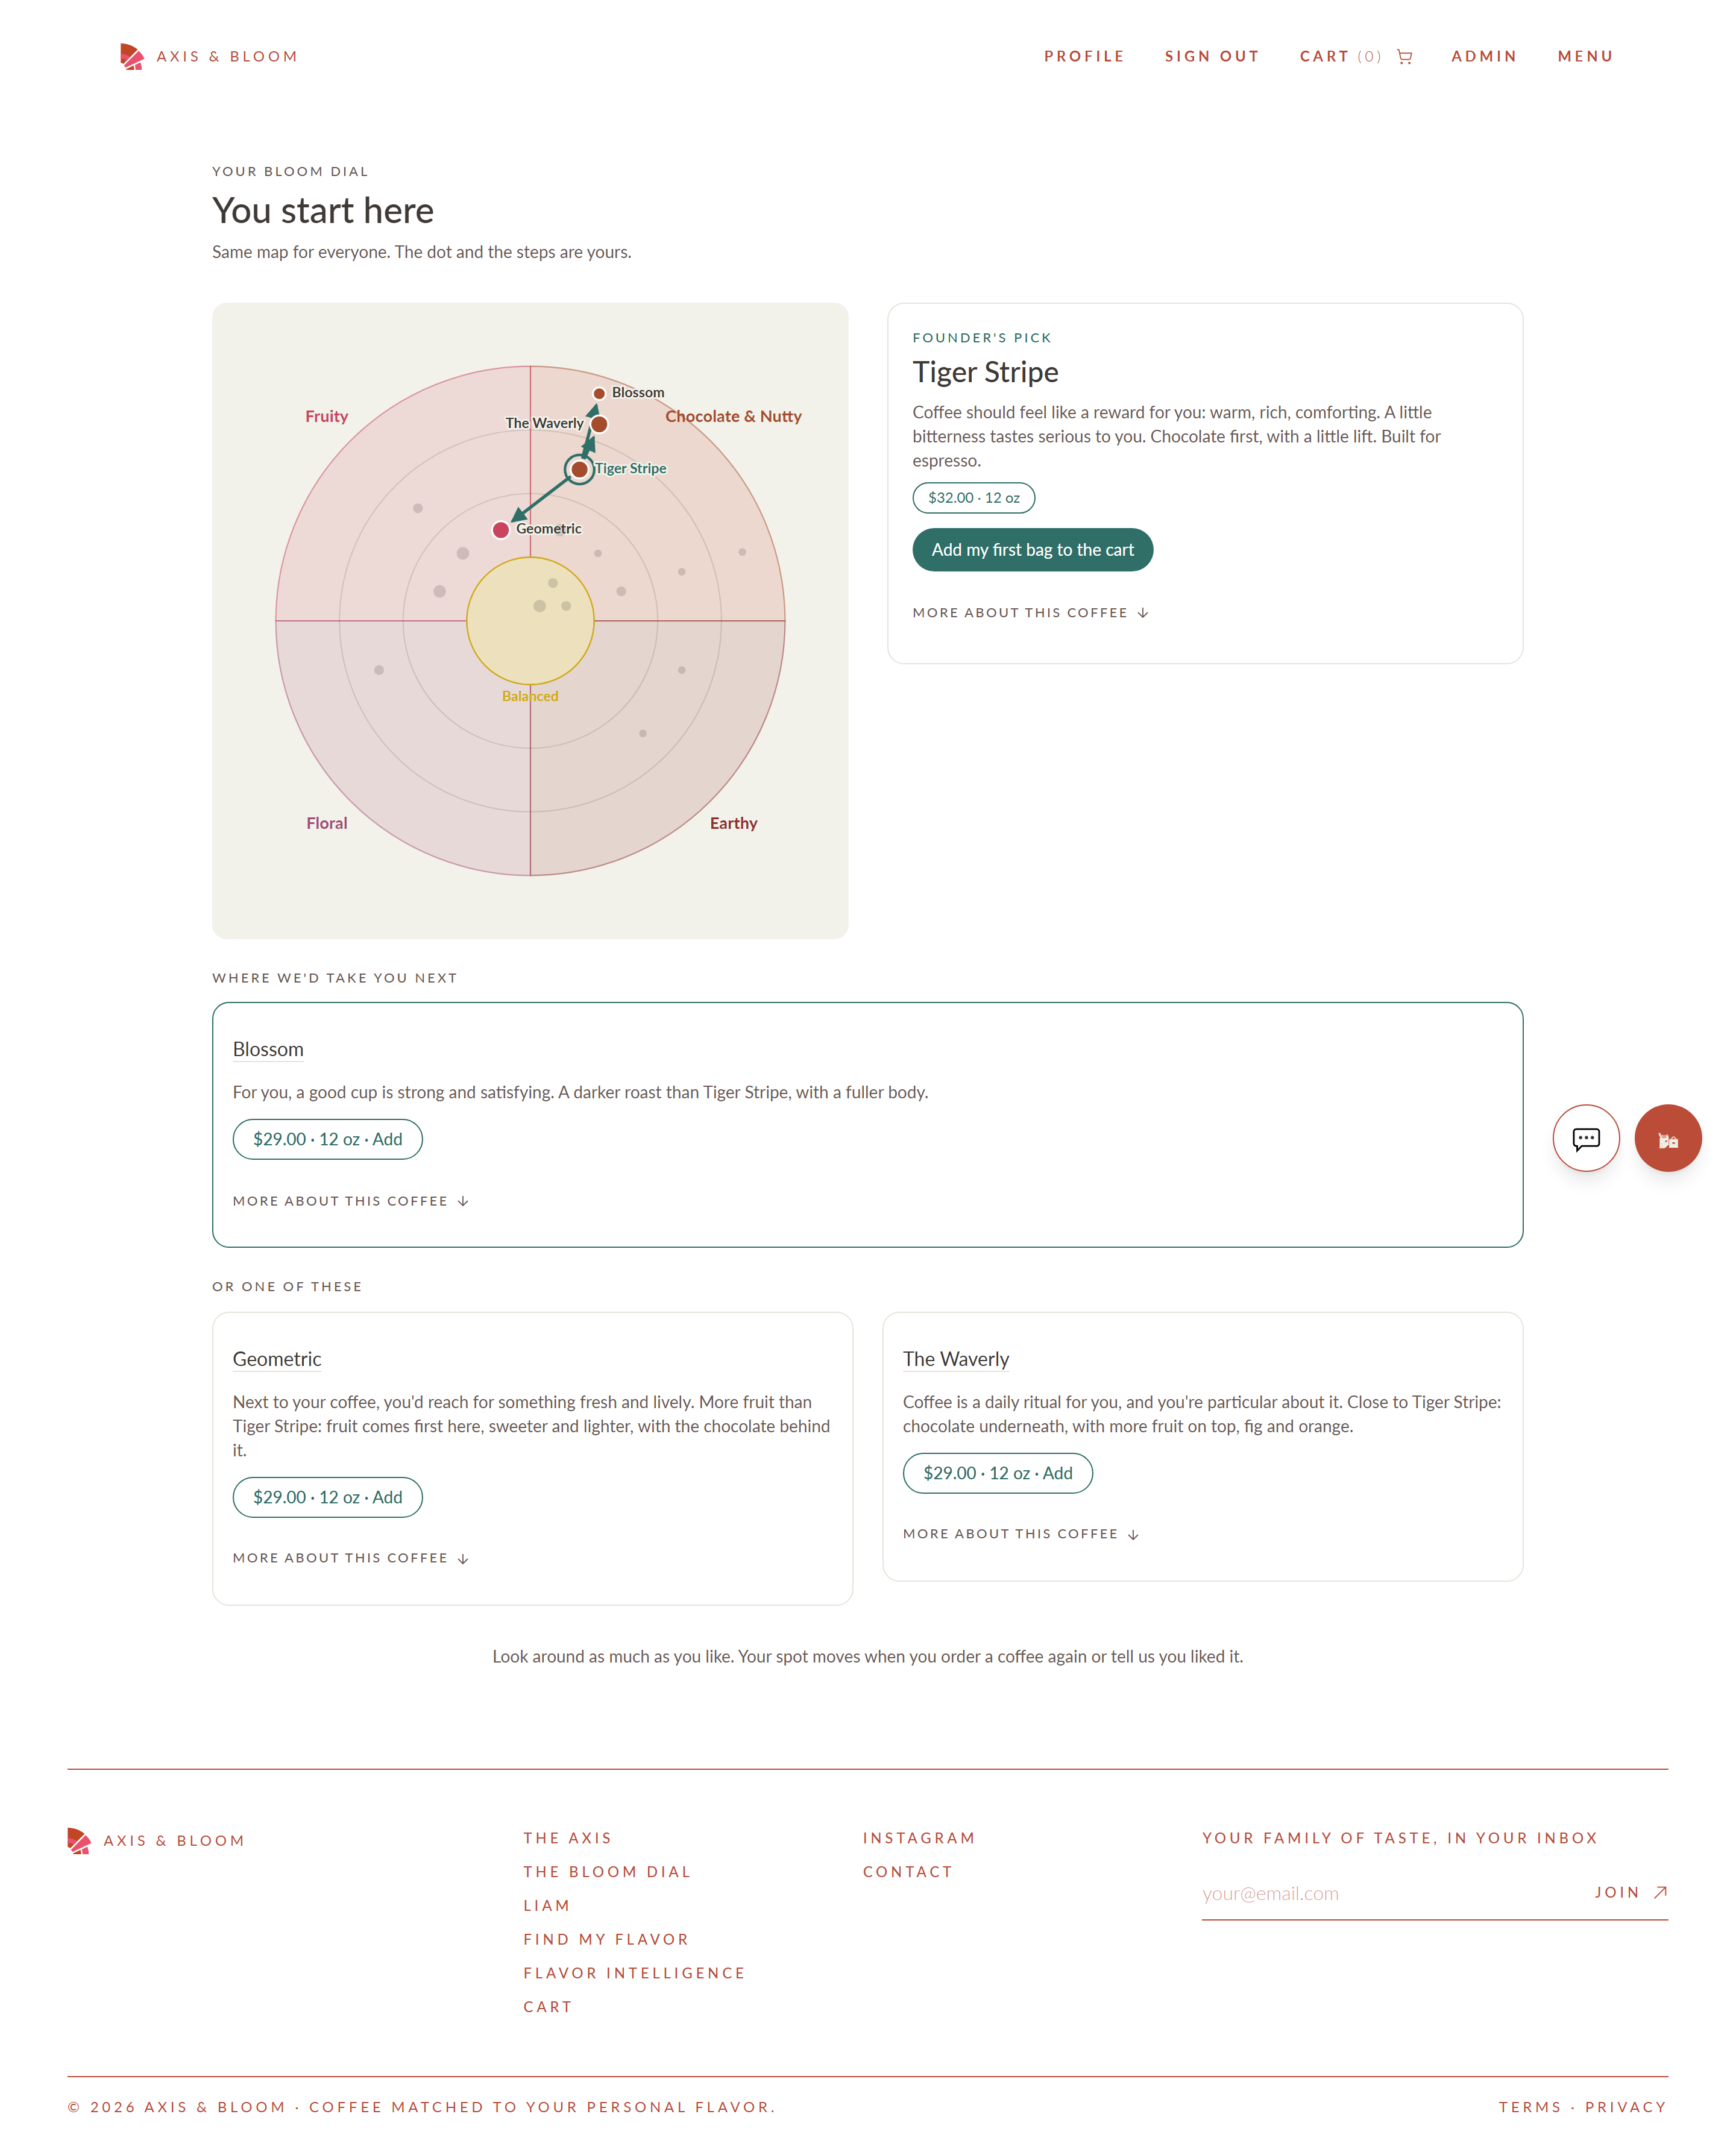 AXIS & BLOOM
PROFILE
SIGN OUT
CART (0)
ADMIN
MENU
YOUR BLOOM DIAL
You start here
Same map for everyone. The dot and the steps are yours.
Blossom
Fruity
The Waverly
Chocolate & Nutty
Tiger Stripe
Geometric
Balanced
Floral
Earthy
FOUNDER'S PICK
Tiger Stripe
Coffee should feel like a reward for you: warm, rich, comforting. A little
bitterness tastes serious to you. Chocolate first, with a little lift. Built for
espresso.
$32.00 · 12 oz
Add my first bag to the cart
MORE ABOUT THIS COFFEE ↓
WHERE WE'D TAKE YOU NEXT
Blossom
For you, a good cup is strong and satisfying. A darker roast than Tiger Stripe, with a fuller body.
$29.00 · 12 oz · Add
MORE ABOUT THIS COFFEE ↓
OR ONE OF THESE
Geometric
Next to your coffee, you'd reach for something fresh and lively. More fruit than
Tiger Stripe: fruit comes first here, sweeter and lighter, with the chocolate behind
it.
$29.00 · 12 oz · Add
MORE ABOUT THIS COFFEE ↓
The Waverly
Coffee is a daily ritual for you, and you're particular about it. Close to Tiger Stripe:
chocolate underneath, with more fruit on top, fig and orange.
$29.00 · 12 oz · Add
MORE ABOUT THIS COFFEE ↓
Look around as much as you like. Your spot moves when you order a coffee again or tell us you liked it.
AXIS & BLOOM
THE AXIS
THE BLOOM DIAL
LIAM
FIND MY FLAVOR
FLAVOR INTELLIGENCE
CART
INSTAGRAM
CONTACT
YOUR FAMILY OF TASTE, IN YOUR INBOX
your@email.com
JOIN ↗
© 2026 AXIS & BLOOM · COFFEE MATCHED TO YOUR PERSONAL FLAVOR.
TERMS · PRIVACY